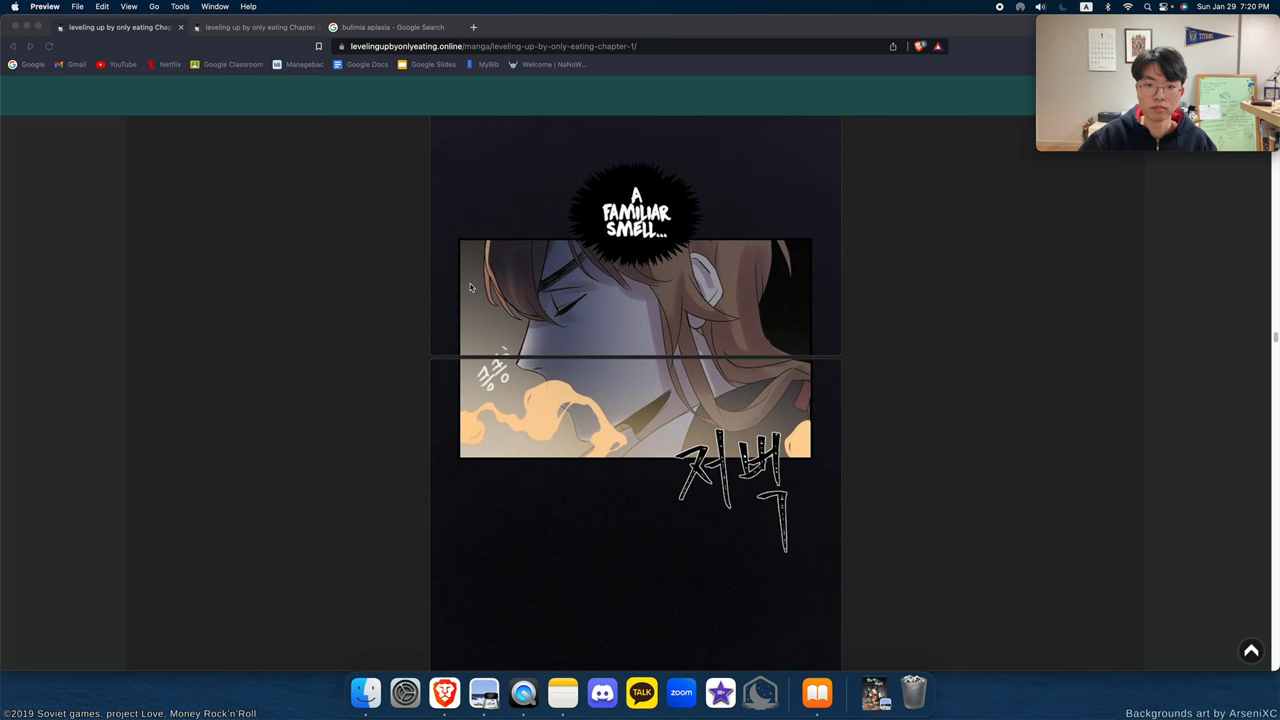 Preview File Edit View Go Tools Window Help
A Sun Jan 29 7:20 PM
leveling up by only eating Chap
leveling up by only eating Chapter
bulimia aplasia - Google Search
levelingupbyonlyeating.online/manga/leveling-up-by-only-eating-chapter-1/
Google Gmail YouTube Netflix Google Classroom Managebac Google Docs Google Slides MyBib Welcome | NaNoW...
TITANS
A
FAMILIAR
SMELL...
킁킁
저벅
TALK
zoom
©2019 Soviet games. project Love, Money Rock'n'Roll
Backgrounds art by ArseniXC